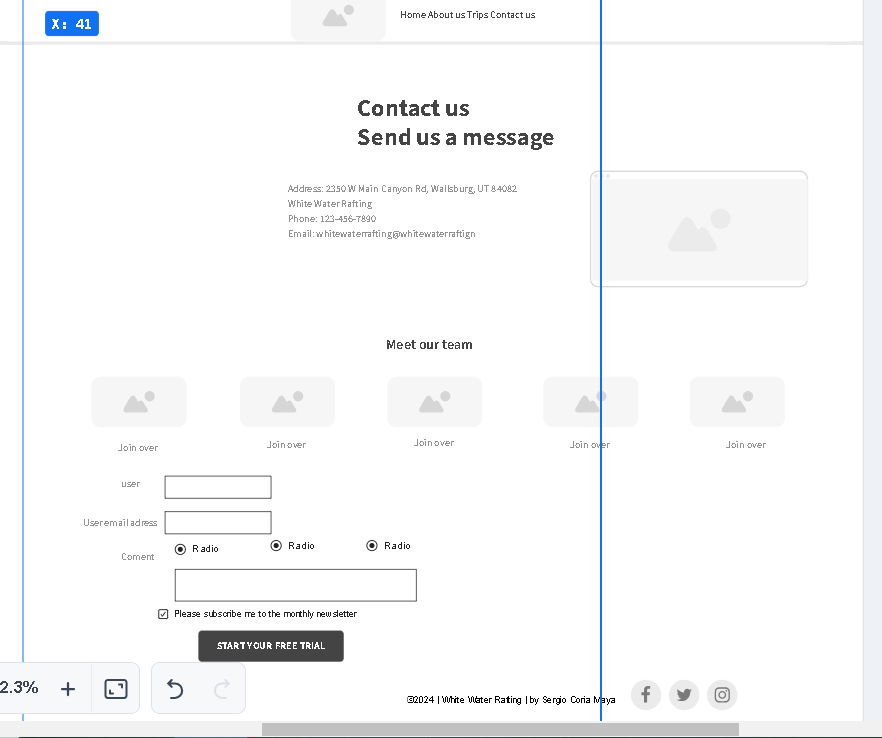 X: 41
Home About us Trips Contact us
Contact us
Send us a message
Address: 2350 W Main Canyon Rd, Wallsburg, UT 84082
White Water Rafting
Phone: 123-456-7890
Email: whitewaterrafting@whitewaterraftign
Meet our team
Join over
Join over
Join over
Join over
Join over
user
User email adress
Radio
Radio
Radio
Coment
Please subscribe me to the monthly newsletter
START YOUR FREE TRIAL
2.3%
©2024 | White Water Rafting | by Sergio Coria Maya